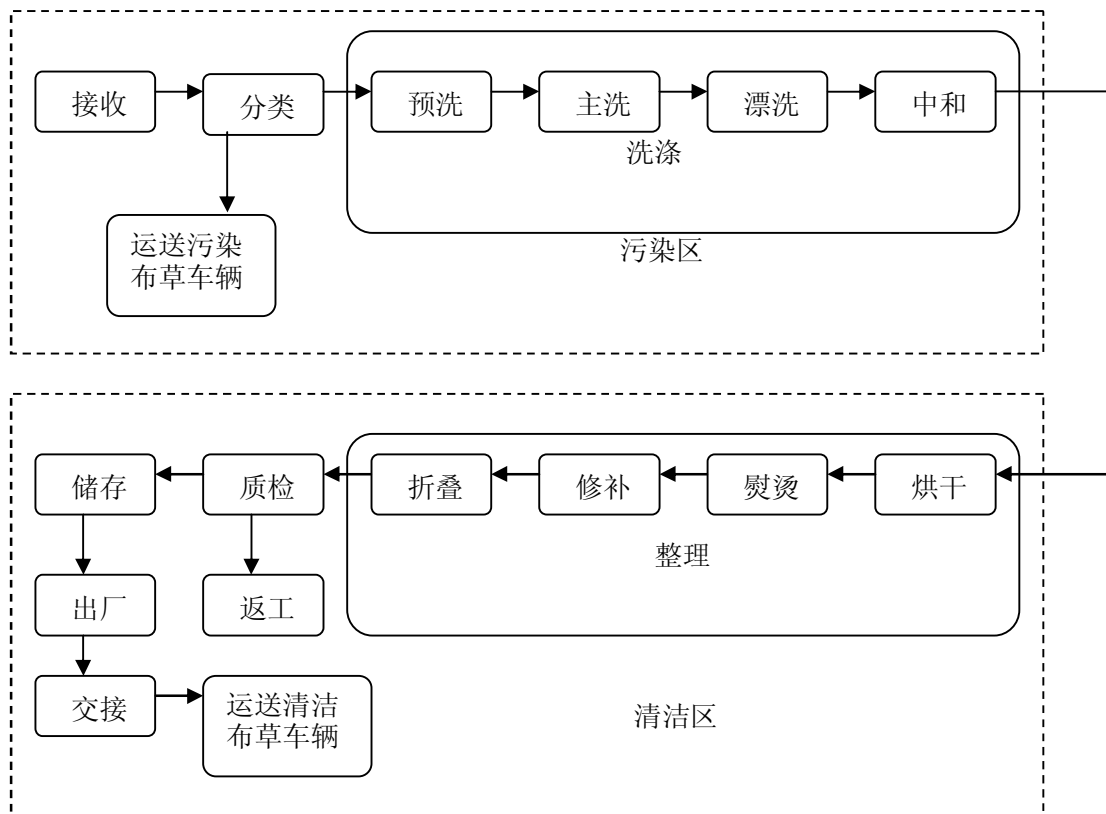 接收
分类
预洗
主洗
漂洗
中和
洗涤
运送污染
布草车辆
污染区
储存
质检
折叠
修补
熨烫
烘干
整理
出厂
返工
交接
运送清洁
布草车辆
清洁区